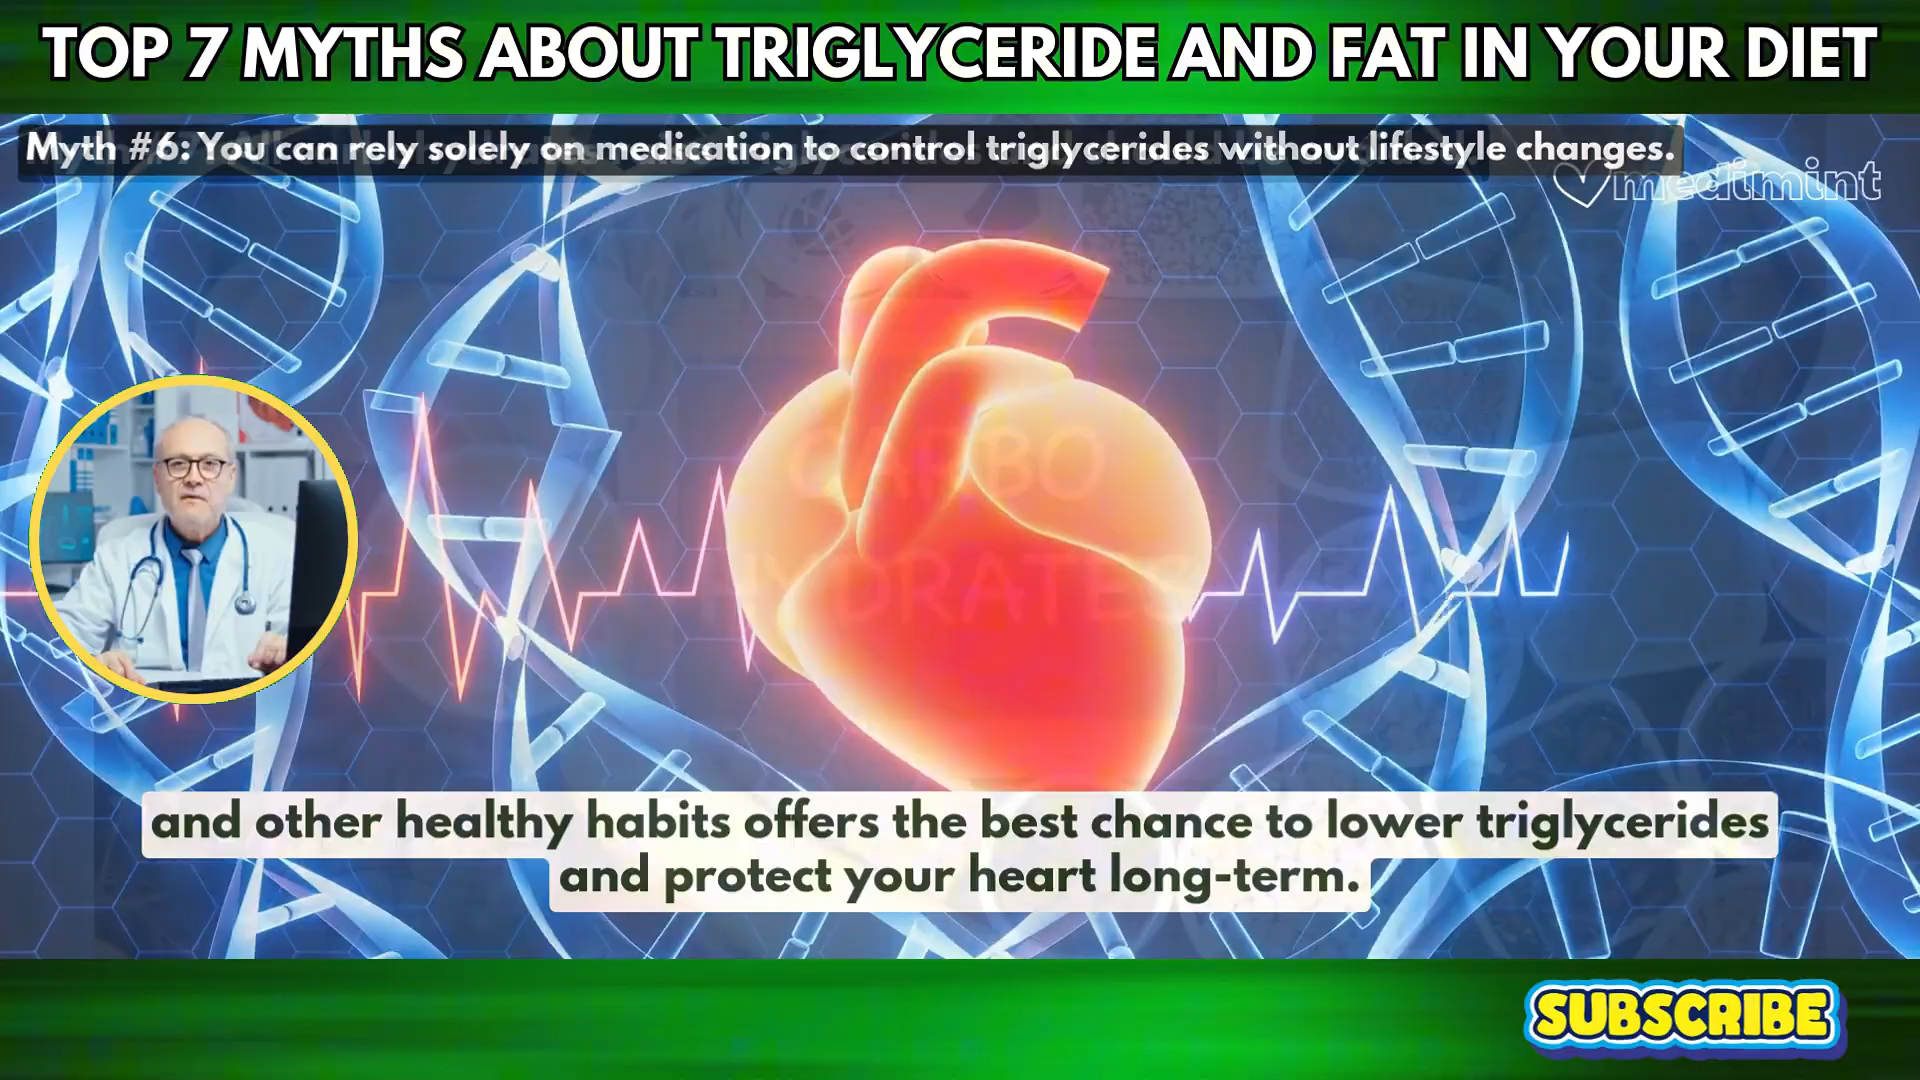 TOP 7 MYTHS ABOUT TRIGLYCERIDE AND FAT IN YOUR DIET
Myth #6: You can rely solely on medication to control triglycerides without lifestyle changes.
medimint
CARBO
HYDRATES
and other healthy habits offers the best chance to lower triglycerides
and protect your heart long-term.
SUBSCRIBE